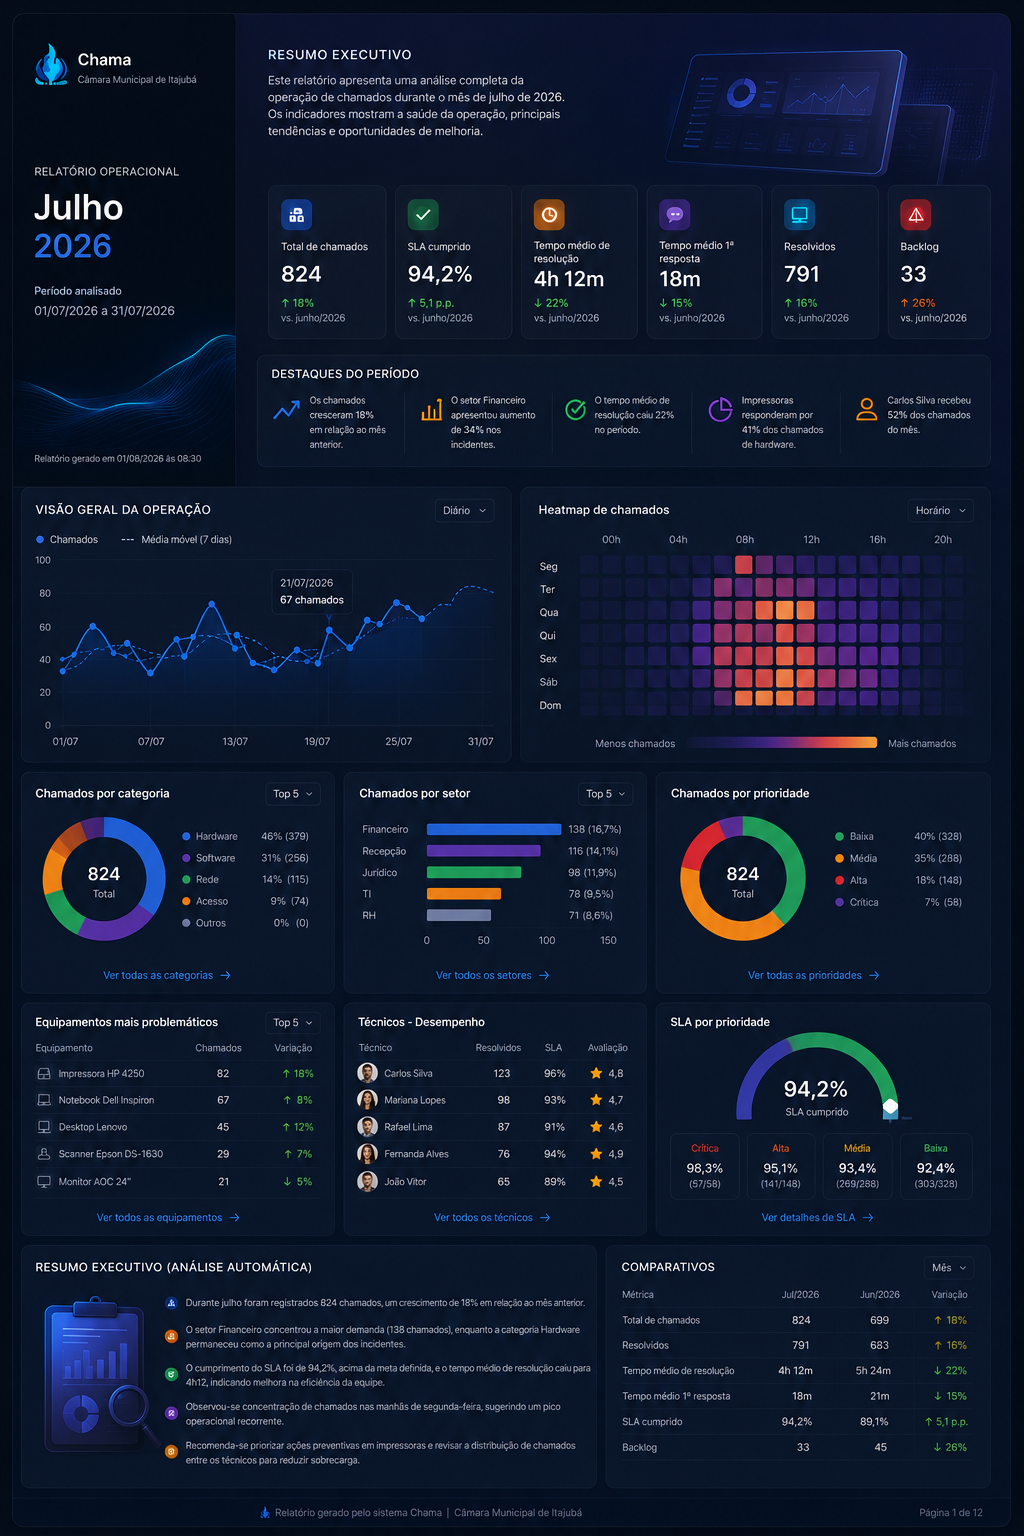 Chama
Câmara Municipal de Itajubá
RELATÓRIO OPERACIONAL
Julho
2026
Período analisado
01/07/2026 a 31/07/2026
Relatório gerado em 01/08/2026 às 08:30
RESUMO EXECUTIVO
Este relatório apresenta uma análise completa da
operação de chamados durante o mês de julho de 2026.
Os indicadores mostram a saúde da operação, principais
tendências e oportunidades de melhoria.
Total de chamados
824
↑ 18%
vs. junho/2026
SLA cumprido
94,2%
↑ 5,1 p.p.
vs. junho/2026
Tempo médio de
resolução
4h 12m
↓ 22%
vs. junho/2026
Tempo médio 1ª
resposta
18m
↓ 15%
vs. junho/2026
Resolvidos
791
↑ 16%
vs. junho/2026
Backlog
33
↑ 26%
vs. junho/2026
DESTAQUES DO PERÍODO
Os chamados
cresceram 18%
em relação ao mês
anterior.
O setor Financeiro
apresentou aumento
de 34% nos
incidentes.
O tempo médio de
resolução caiu 22%
no período.
Impressoras
responderam por
41% dos chamados
de hardware.
Carlos Silva recebeu
52% dos chamados
do mês.
VISÃO GERAL DA OPERAÇÃO
Diário
Chamados
Média móvel (7 dias)
100
80
60
40
20
0
21/07/2026
67 chamados
01/07 07/07 13/07 19/07 25/07 31/07
Heatmap de chamados
Horário
00h 04h 08h 12h 16h 20h
Seg
Ter
Qua
Qui
Sex
Sáb
Dom
Menos chamados
Mais chamados
Chamados por categoria
Top 5
824
Total
Hardware 46% (379)
Software 31% (256)
Rede 14% (115)
Acesso 9% (74)
Outros 0% (0)
Ver todas as categorias →
Chamados por setor
Top 5
Financeiro 138 (16,7%)
Recepção 116 (14,1%)
Jurídico 98 (11,9%)
TI 78 (9,5%)
RH 71 (8,6%)
0 50 100 150
Ver todos os setores →
Chamados por prioridade
824
Total
Baixa 40% (328)
Média 35% (288)
Alta 18% (148)
Crítica 7% (58)
Ver todas as prioridades →
Equipamentos mais problemáticos
Top 5
Equipamento Chamados Variação
Impressora HP 4250 82 ↑ 18%
Notebook Dell Inspiron 67 ↑ 8%
Desktop Lenovo 45 ↑ 12%
Scanner Epson DS-1630 29 ↑ 7%
Monitor AOC 24" 21 ↓ 5%
Ver todos os equipamentos →
Técnicos - Desempenho
Técnico Resolvidos SLA Avaliação
Carlos Silva 123 96% 4,8
Mariana Lopes 98 93% 4,7
Rafael Lima 87 91% 4,6
Fernanda Alves 76 94% 4,9
João Vitor 65 89% 4,5
Ver todos os técnicos →
SLA por prioridade
94,2%
SLA cumprido
Crítica
98,3%
(57/58)
Alta
95,1%
(141/148)
Média
93,4%
(269/288)
Baixa
92,4%
(303/328)
Ver detalhes de SLA →
RESUMO EXECUTIVO (ANÁLISE AUTOMÁTICA)
Durante julho foram registrados 824 chamados, um crescimento de 18% em relação ao mês anterior.
O setor Financeiro concentrou a maior demanda (138 chamados), enquanto a categoria Hardware
permaneceu como a principal origem dos incidentes.
O cumprimento do SLA foi de 94,2%, acima da meta definida, e o tempo médio de resolução caiu para
4h12, indicando melhora na eficiência da equipe.
Observou-se concentração de chamados nas manhãs de segunda-feira, sugerindo um pico
operacional recorrente.
Recomenda-se priorizar ações preventivas em impressoras e revisar a distribuição de chamados
entre os técnicos para reduzir sobrecarga.
COMPARATIVOS
Mês
Métrica Jul/2026 Jun/2026 Variação
Total de chamados 824 699 ↑ 18%
Resolvidos 791 683 ↑ 16%
Tempo médio de resolução 4h 12m 5h 24m ↓ 22%
Tempo médio 1ª resposta 18m 21m ↓ 15%
SLA cumprido 94,2% 89,1% ↑ 5,1 p.p.
Backlog 33 45 ↓ 26%
Relatório gerado pelo sistema Chama | Câmara Municipal de Itajubá
Página 1 de 12